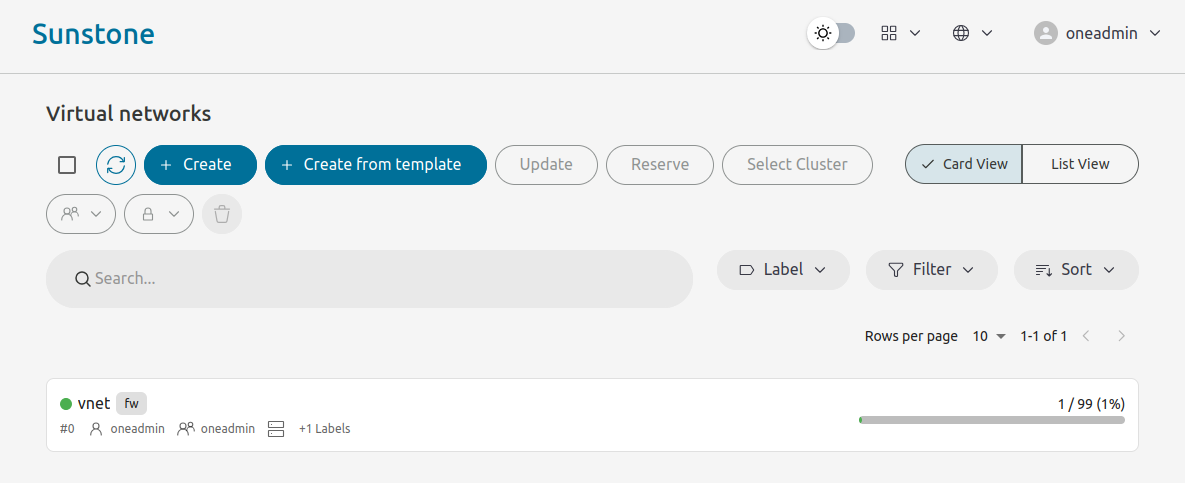 Sunstone
oneadmin
Virtual networks
Create
Create from template
Update
Reserve
Select Cluster
Card View
List View
Search...
Label
Filter
Sort
Rows per page 10 1-1 of 1
vnet fw
1 / 99 (1%)
#0 oneadmin oneadmin +1 Labels